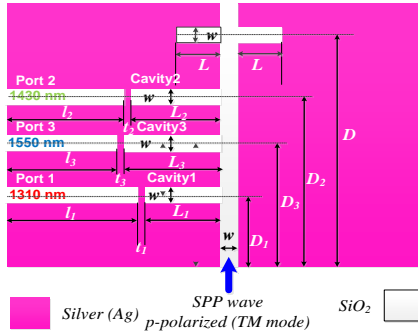 w
L
L
Port 2
Cavity2
1430 nm
w
l2
t2
L2
D
Port 3
Cavity3
1550 nm
w
D2
l3
t3
L3
Port 1
Cavity1
1310 nm
w
D3
l1
t1
L1
D1
w
Silver (Ag)
SPP wave
p-polarized (TM mode)
SiO2